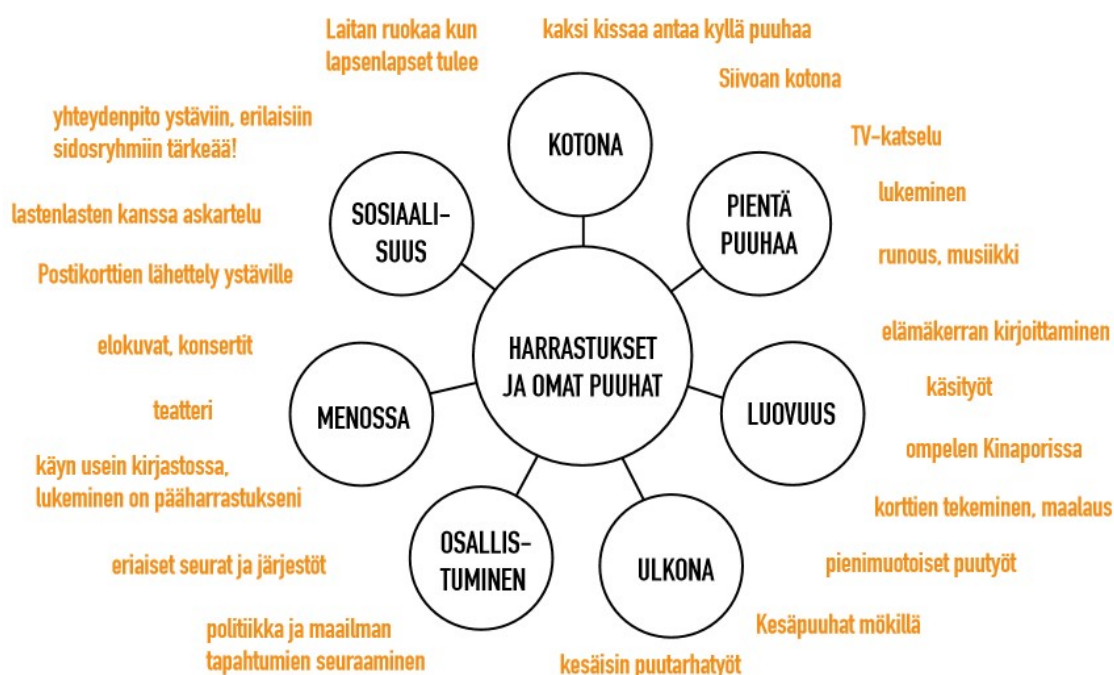 Laitan ruokaa kun
lapsenlapset tulee
kaksi kissaa antaa kyllä puuhaa
Siivoan kotona
yhteydenpito ystäviin, erilaisiin
sidosryhmiin tärkeää!
KOTONA
TV-katselu
lukeminen
lastenlasten kanssa askartelu
SOSIAALI-
SUUS
PIENTÄ
PUUHAA
runous, musiikki
Postikorttien lähettely ystäville
elämäkerran kirjoittaminen
elokuvat, konsertit
HARRASTUKSET
JA OMAT PUUHAT
käsityöt
teatteri
MENOSSA
LUOVUUS
ompelen Kinaporissa
käyn usein kirjastossa,
lukeminen on pääharrastukseni
korttien tekeminen, maalaus
eriaiset seurat ja järjestöt
OSALLIS-
TUMINEN
ULKONA
pienimuotoiset puutyöt
politiikka ja maailman
tapahtumien seuraaminen
Kesäpuuhat mökillä
kesäisin puutarhatyöt